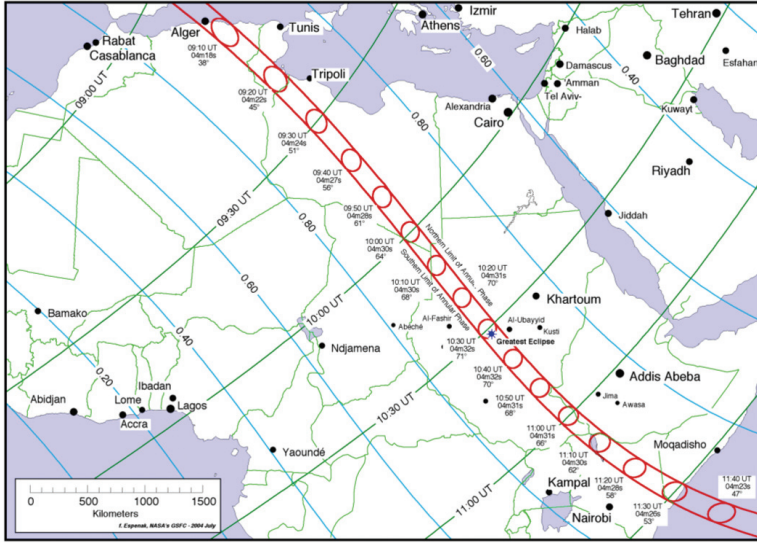 Izmir
Tehran
Athens
Alger
Tunis
Halab
Rabat
Casablanca
0.60
Baghdad
Esfahan
09:10 UT
04m18s
38°
Damascus
0.40
Tripoli
Amman
Tel Aviv
09:00 UT
Alexandria
Kuwayt
09:20 UT
04m22s
45°
Cairo
0.80
09:30 UT
04m24s
51°
Riyadh
09:40 UT
04m27s
56°
09:30 UT
09:50 UT
04m28s
61°
Jiddah
0.80
10:00 UT
04m30s
64°
Northern Limit of Annular Phase
Southern Limit of Annular Phase
10:10 UT
04m30s
68°
10:20 UT
04m31s
70°
0.60
Khartoum
Bamako
10:00 UT
Abéché
Al-Fashir
Al-Ubayyid
Kusti
Greatest Eclipse
0.40
Ndjamena
10:30 UT
04m32s
71°
10:40 UT
04m32s
70°
Addis Abeba
0.20
Ibadan
Lome
Abidjan
Lagos
Accra
10:30 UT
10:50 UT
04m31s
68°
Jima
Awasa
11:00 UT
04m31s
66°
Yaoundé
Moqadisho
11:10 UT
04m30s
62°
11:00 UT
Kampal
11:20 UT
04m28s
58°
11:40 UT
04m23s
47°
Nairobi
11:30 UT
04m26s
53°
0 500 1000 1500
Kilometers
f. Espenak, NASA's GSFC - 2004 July